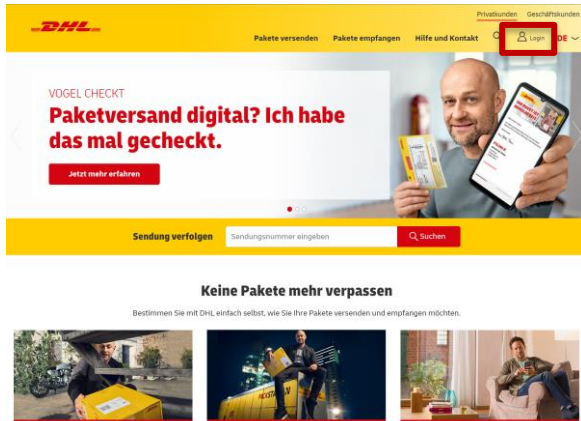 Privatkunden Geschäftskunden
DHL
Pakete versenden Pakete empfangen Hilfe und Kontakt Login DE
VOGEL CHECKT
Paketversand digital? Ich habe
das mal gecheckt.
Jetzt mehr erfahren
Sendung verfolgen Sendungsnummer eingeben Suchen
Keine Pakete mehr verpassen
Bestimmen Sie mit DHL einfach selbst, wie Sie Ihre Pakete versenden und empfangen möchten.